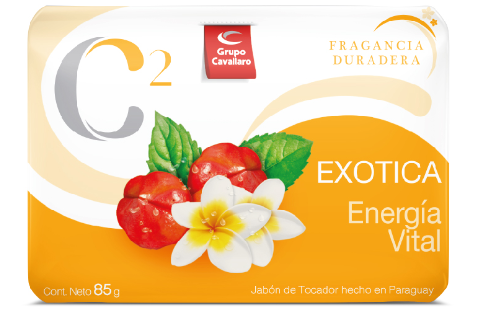 C2
Grupo
Cavallaro
FRAGANCIA
DURADERA
EXOTICA
Energía
Vital
Cont. Neto 85 g
Jabón de Tocador hecho en Paraguay